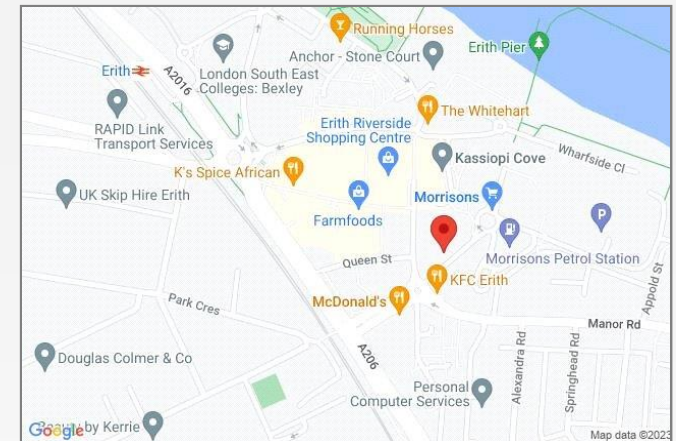 Running Horses
Anchor - Stone Court
Erith Pier
Erith
A2016
London South East
Colleges: Bexley
The Whitehart
RAPID Link
Transport Services
Erith Riverside
Shopping Centre
Kassiopi Cove
Wharfside Cl
K's Spice African
UK Skip Hire Erith
Morrisons
P
Farmfoods
Morrisons Petrol Station
Queen St
KFC Erith
Appold St
Park Cres
McDonald's
Manor Rd
A206
Douglas Colmer & Co
Alexandra Rd
Springhead Rd
Personal
Computer Services
Google
by Kerrie
Map data ©2023